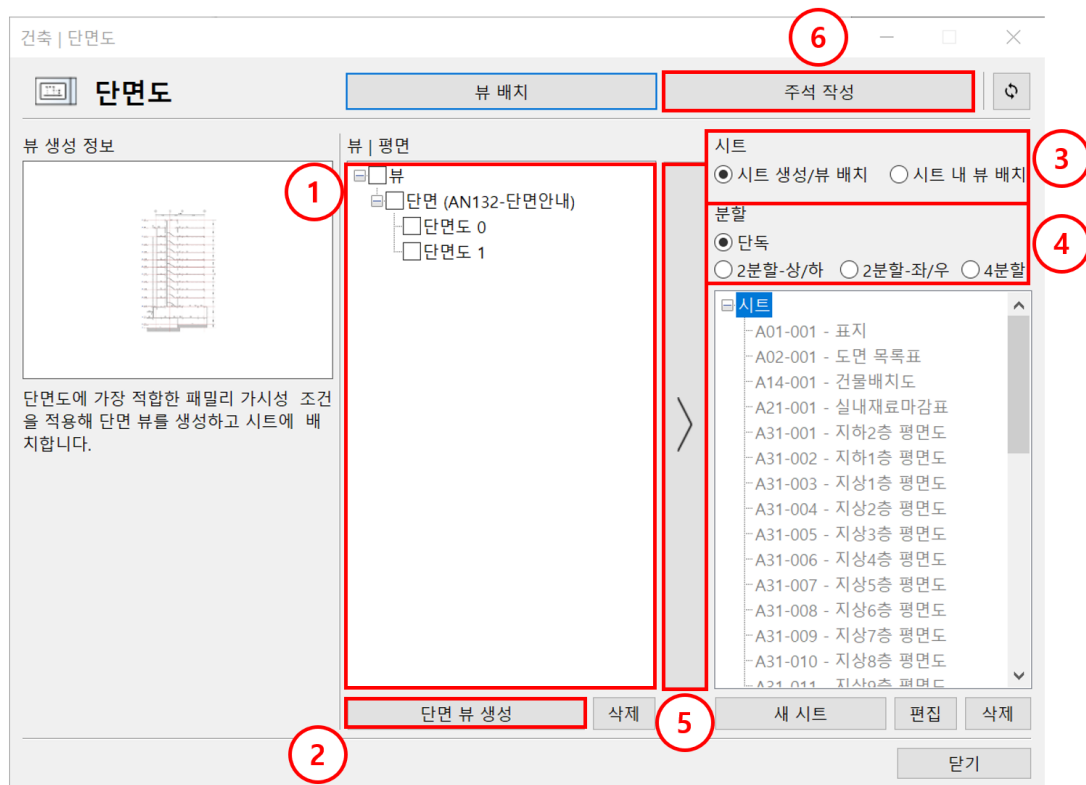 건축 | 단면도
6
단면도
뷰 배치
주석 작성
뷰 생성 정보
단면도에 가장 적합한 패밀리 가시성 조건
을 적용해 단면 뷰를 생성하고 시트에 배
치합니다.
뷰 | 평면
1
뷰
단면 (AN132-단면안내)
단면도 0
단면도 1
단면 뷰 생성
삭제
2
5
시트
시트 생성/뷰 배치 시트 내 뷰 배치
3
분할
단독
2분할-상/하 2분할-좌/우 4분할
4
시트
A01-001 - 표지
A02-001 - 도면 목록표
A14-001 - 건물배치도
A21-001 - 실내재료마감표
A31-001 - 지하2층 평면도
A31-002 - 지하1층 평면도
A31-003 - 지상1층 평면도
A31-004 - 지상2층 평면도
A31-005 - 지상3층 평면도
A31-006 - 지상4층 평면도
A31-007 - 지상5층 평면도
A31-008 - 지상6층 평면도
A31-009 - 지상7층 평면도
A31-010 - 지상8층 평면도
A31-011 - 지상9층 평면도
새 시트
편집
삭제
닫기